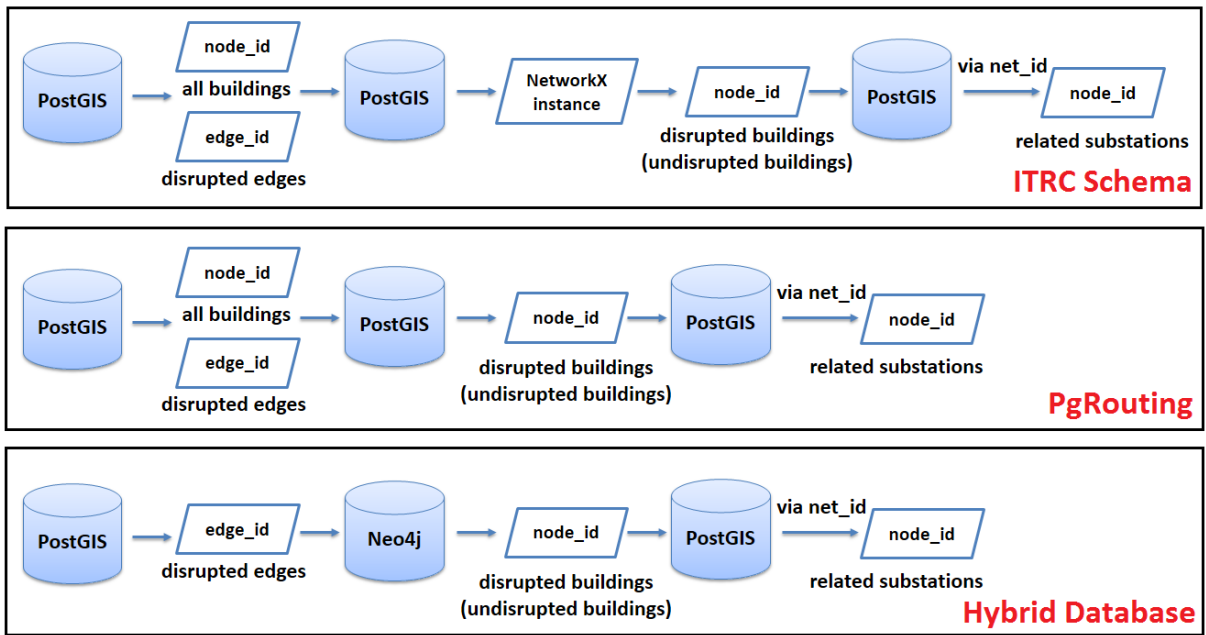 node_id
PostGIS
all buildings
edge_id
disrupted edges
PostGIS
NetworkX
instance
node_id
disrupted buildings
(undisrupted buildings)
PostGIS
via net_id
node_id
related substations
ITRC Schema
PostGIS
node_id
all buildings
edge_id
disrupted edges
PostGIS
node_id
disrupted buildings
(undisrupted buildings)
PostGIS
via net_id
node_id
related substations
PgRouting
PostGIS
edge_id
disrupted edges
Neo4j
node_id
disrupted buildings
(undisrupted buildings)
PostGIS
via net_id
node_id
related substations
Hybrid Database